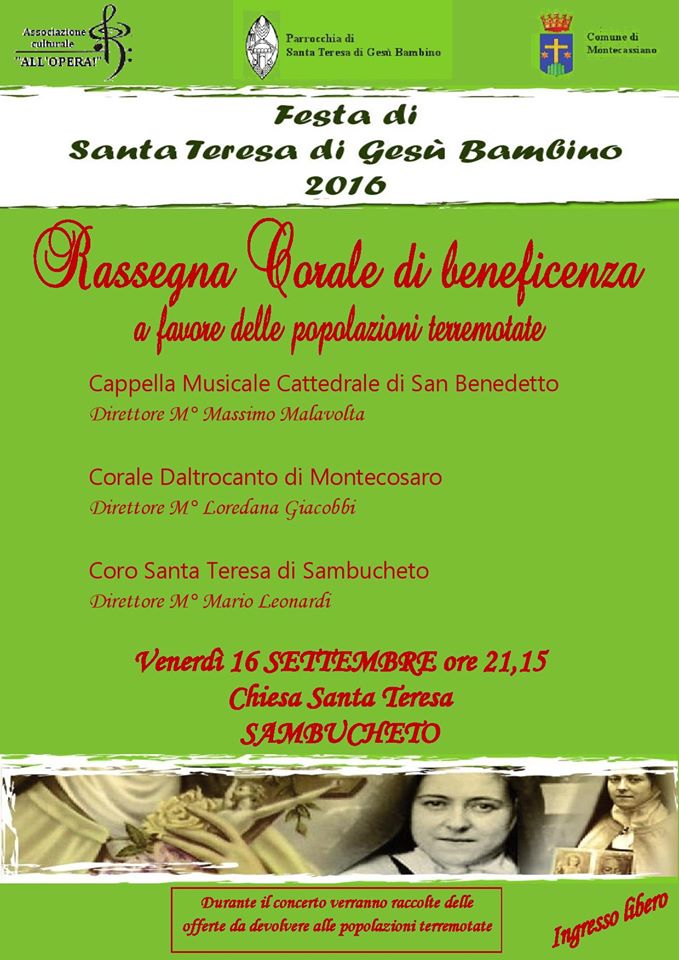 Associazione
culturale
"ALL'OPERA!"
Parrocchia di
Santa Teresa di Gesù Bambino
Comune di
Montecassiano
Festa di
Santa Teresa di Gesù Bambino
2016
Rassegna Corale di beneficenza
a favore delle popolazioni terremotate
Cappella Musicale Cattedrale di San Benedetto
Direttore M° Massimo Malavolta
Corale Daltrocanto di Montecosaro
Direttore M° Loredana Giacobbi
Coro Santa Teresa di Sambucheto
Direttore M° Mario Leonardi
Venerdì 16 SETTEMBRE ore 21,15
Chiesa Santa Teresa
SAMBUCHETO
Durante il concerto verranno raccolte delle
offerte da devolvere alle popolazioni terremotate
Ingresso libero